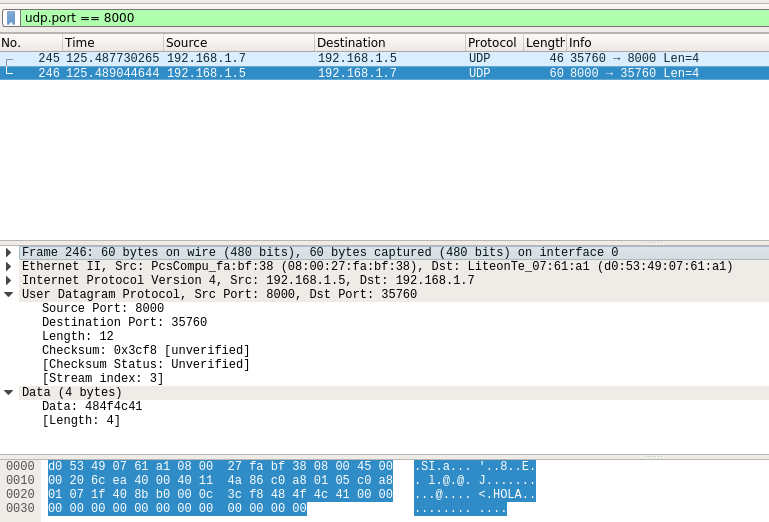 udp.port == 8000
No. Time Source Destination Protocol Length Info
245 125.487730265 192.168.1.7 192.168.1.5 UDP 46 35760 → 8000 Len=4
246 125.489044644 192.168.1.5 192.168.1.7 UDP 60 8000 → 35760 Len=4
Frame 246: 60 bytes on wire (480 bits), 60 bytes captured (480 bits) on interface 0
Ethernet II, Src: PcsCompu_fa:bf:38 (08:00:27:fa:bf:38), Dst: LiteonTe_07:61:a1 (d0:53:49:07:61:a1)
Internet Protocol Version 4, Src: 192.168.1.5, Dst: 192.168.1.7
User Datagram Protocol, Src Port: 8000, Dst Port: 35760
Source Port: 8000
Destination Port: 35760
Length: 12
Checksum: 0x3cf8 [unverified]
[Checksum Status: Unverified]
[Stream index: 3]
Data (4 bytes)
Data: 484f4c41
[Length: 4]
0000 d0 53 49 07 61 a1 08 00 27 fa bf 38 08 00 45 00 .SI.a... '..8..E.
0010 00 20 6c ea 40 00 40 11 4a 86 c0 a8 01 05 c0 a8 . l.@.@. J.......
0020 01 07 1f 40 8b b0 00 0c 3c f8 48 4f 4c 41 00 00 ...@.... <.HOLA..
0030 00 00 00 00 00 00 00 00 00 00 00 00 ........ ....